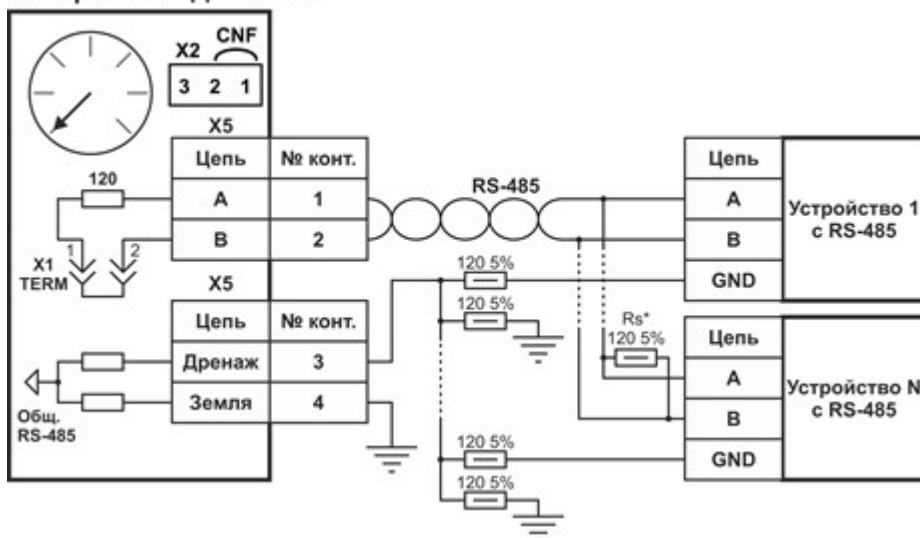 CNF
X2
3 2 1
X5
Цепь № конт.
120
A 1
B 2
1 2
X1
TERM
X5
Цепь № конт.
Дренаж 3
Земля 4
Общ.
RS-485
RS-485
120 5%
120 5%
Rs*
120 5%
120 5%
120 5%
Цепь
A
B
GND
Устройство 1
с RS-485
Цепь
A
B
GND
Устройство N
с RS-485